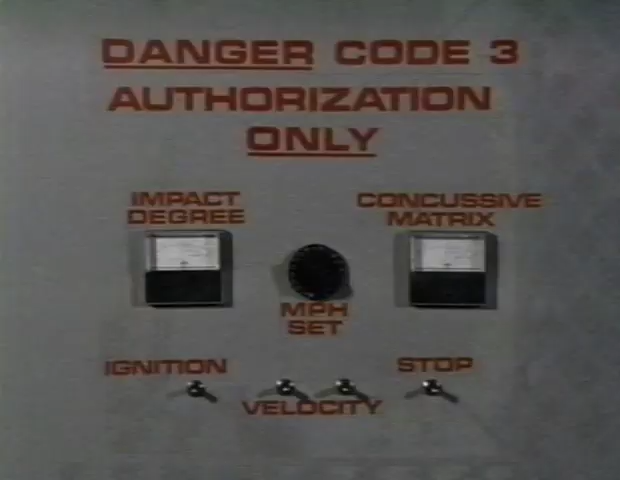 DANGER CODE 3
AUTHORIZATION
ONLY
IMPACT
DEGREE
CONCUSSIVE
MATRIX
MPH
SET
IGNITION
STOP
VELOCITY